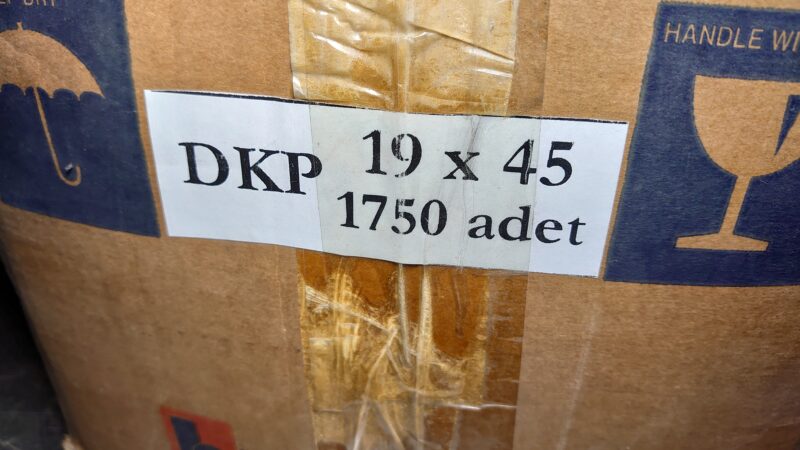 HANDLE WI
DKP 19 x 45
1750 adet